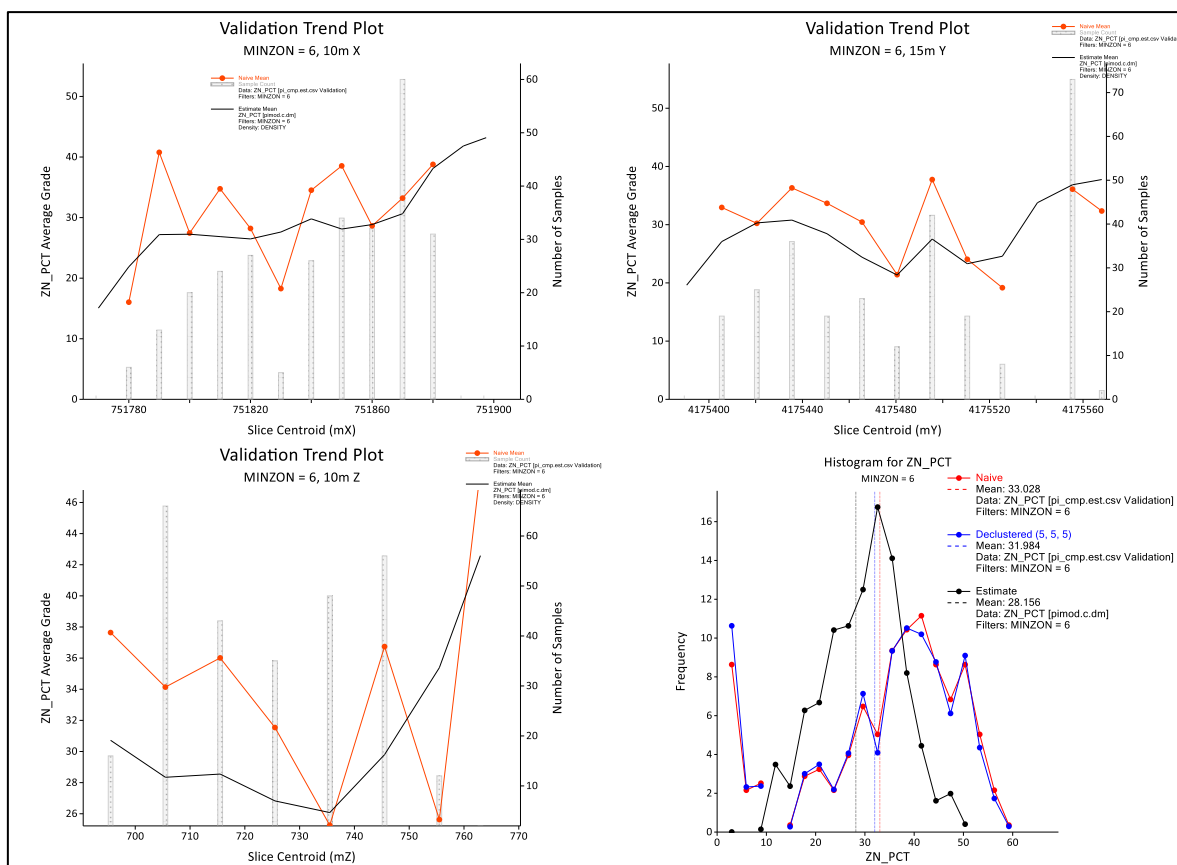 Validation Trend Plot
MINZON = 6, 10m X
Naive Mean
Sample Count
Data: ZN_PCT [pi_cmp.est.csv Validation]
Filters: MINZON = 6
Estimate Mean
ZN_PCT [pimod.c.dm]
Filters: MINZON = 6
Density: DENSITY
ZN_PCT Average Grade
50
40
30
20
10
0
60
50
40
30
20
10
0
Number of Samples
751780
751820
751860
751900
Slice Centroid (mX)
Validation Trend Plot
MINZON = 6, 15m Y
Naive Mean
Sample Count
Data: ZN_PCT [pi_cmp.est.csv Valida
Filters: MINZON = 6
Estimate Mean
ZN_PCT [pimod.c.dm]
Filters: MINZON = 6
Density: DENSITY
ZN_PCT Average Grade
50
40
30
20
10
0
70
60
50
40
30
20
10
0
Number of Samples
4175400
4175440
4175480
4175520
4175560
Slice Centroid (mY)
Validation Trend Plot
MINZON = 6, 10m Z
Naive Mean
Sample Count
Data: ZN_PCT [pi_cmp.est.csv Validation]
Filters: MINZON = 6
Estimate Mean
ZN_PCT [pimod.c.dm]
Filters: MINZON = 6
Density: DENSITY
ZN_PCT Average Grade
46
44
42
40
38
36
34
32
30
28
26
60
50
40
30
20
10
Number of Samples
700
710
720
730
740
750
760
770
Slice Centroid (mZ)
Histogram for ZN_PCT
MINZON = 6
Naive
Mean: 33.028
Data: ZN_PCT [pi_cmp.est.csv Validation]
Filters: MINZON = 6
Declustered (5, 5, 5)
Mean: 31.984
Data: ZN_PCT [pi_cmp.est.csv Validation]
Filters: MINZON = 6
Estimate
Mean: 28.156
Data: ZN_PCT [pimod.c.dm]
Filters: MINZON = 6
Frequency
16
14
12
10
8
6
4
2
0
0
10
20
30
40
50
60
ZN_PCT